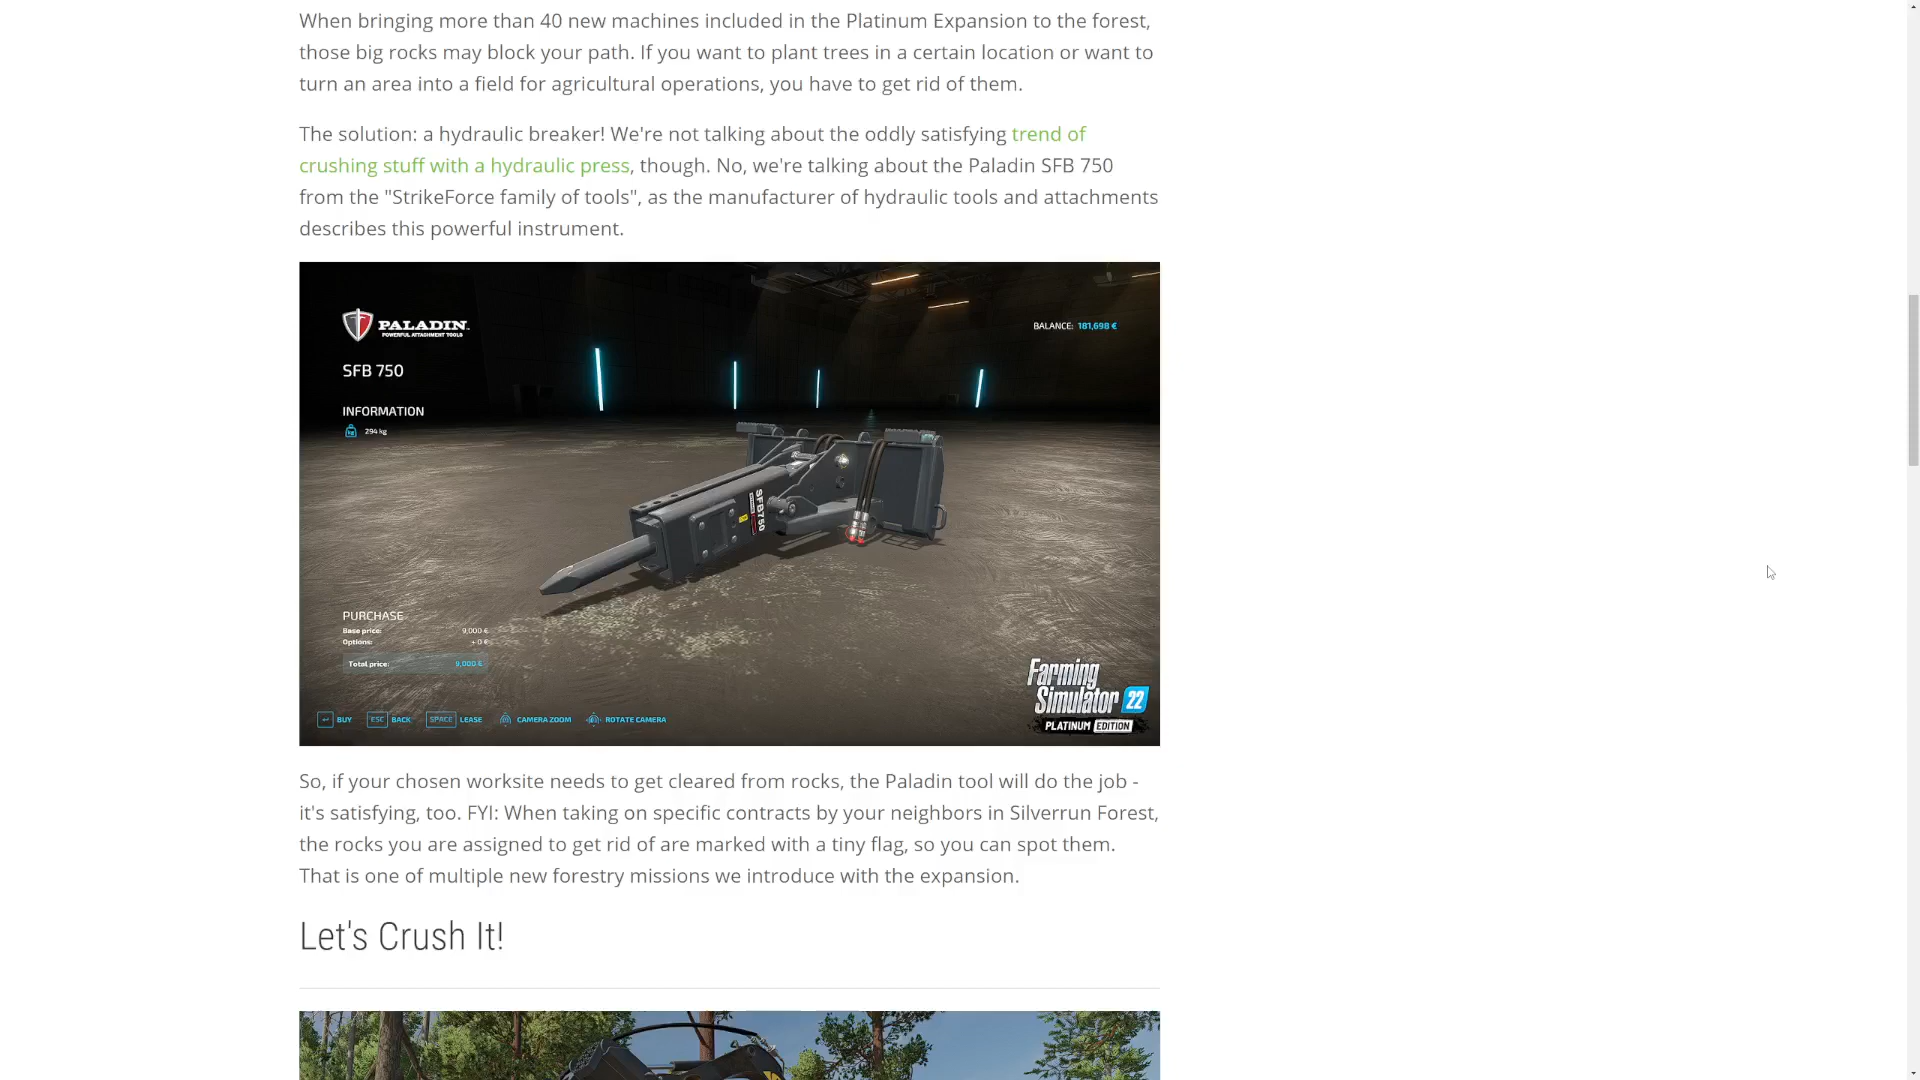 When bringing more than 40 new machines included in the Platinum Expansion to the forest,
those big rocks may block your path. If you want to plant trees in a certain location or want to
turn an area into a field for agricultural operations, you have to get rid of them.
The solution: a hydraulic breaker! We're not talking about the oddly satisfying trend of
crushing stuff with a hydraulic press, though. No, we're talking about the Paladin SFB 750
from the "StrikeForce family of tools", as the manufacturer of hydraulic tools and attachments
describes this powerful instrument.
PALADIN
POWERFUL ATTACHMENT TOOLS
BALANCE: 181,698 €
SFB 750
INFORMATION
294 kg
SFB750
PURCHASE
Base price: 9,000 €
Options: + 0 €
Total price: 9,000 €
BUY ESC BACK SPACE LEASE CAMERA ZOOM ROTATE CAMERA
Farming
Simulator 22
PLATINUM EDITION
So, if your chosen worksite needs to get cleared from rocks, the Paladin tool will do the job -
it's satisfying, too. FYI: When taking on specific contracts by your neighbors in Silverrun Forest,
the rocks you are assigned to get rid of are marked with a tiny flag, so you can spot them.
That is one of multiple new forestry missions we introduce with the expansion.
Let's Crush It!